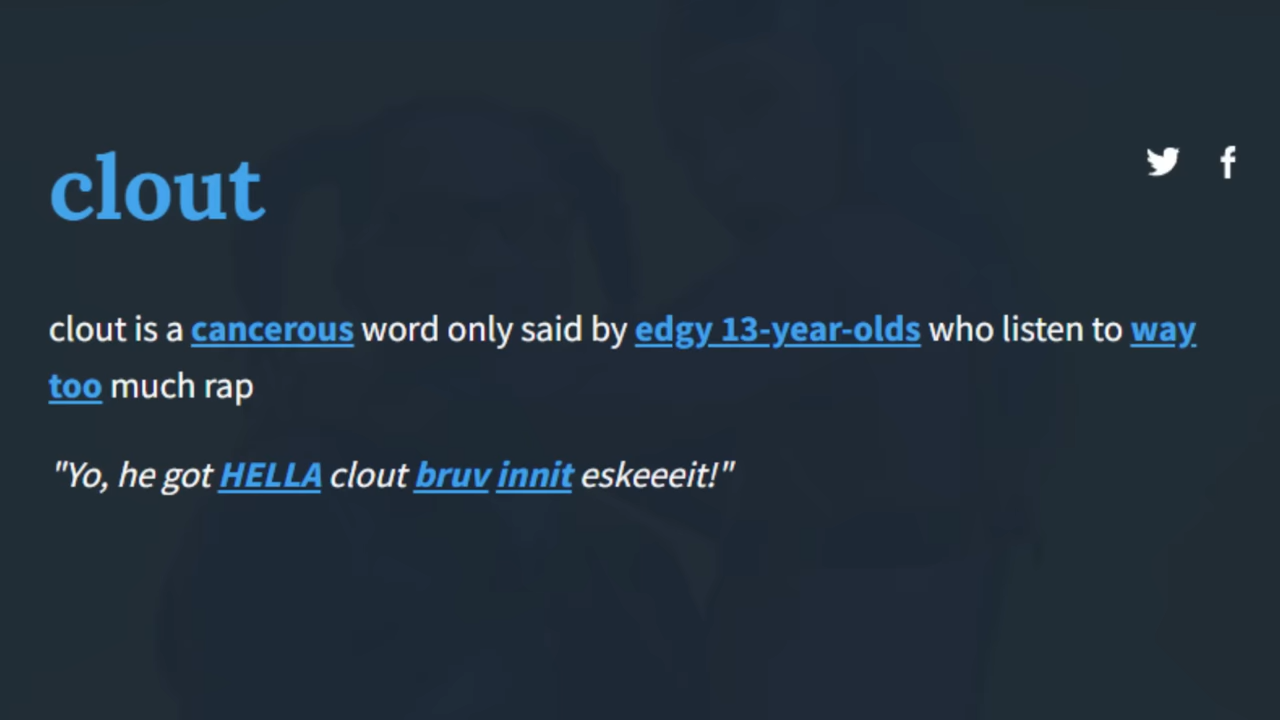 clout
clout is a cancerous word only said by edgy 13-year-olds who listen to way
too much rap
"Yo, he got HELLA clout bruv innit eskeeeit!"